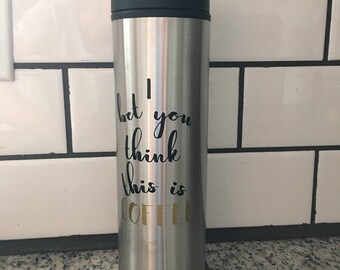 I
bet you
think
this is
COFFEE